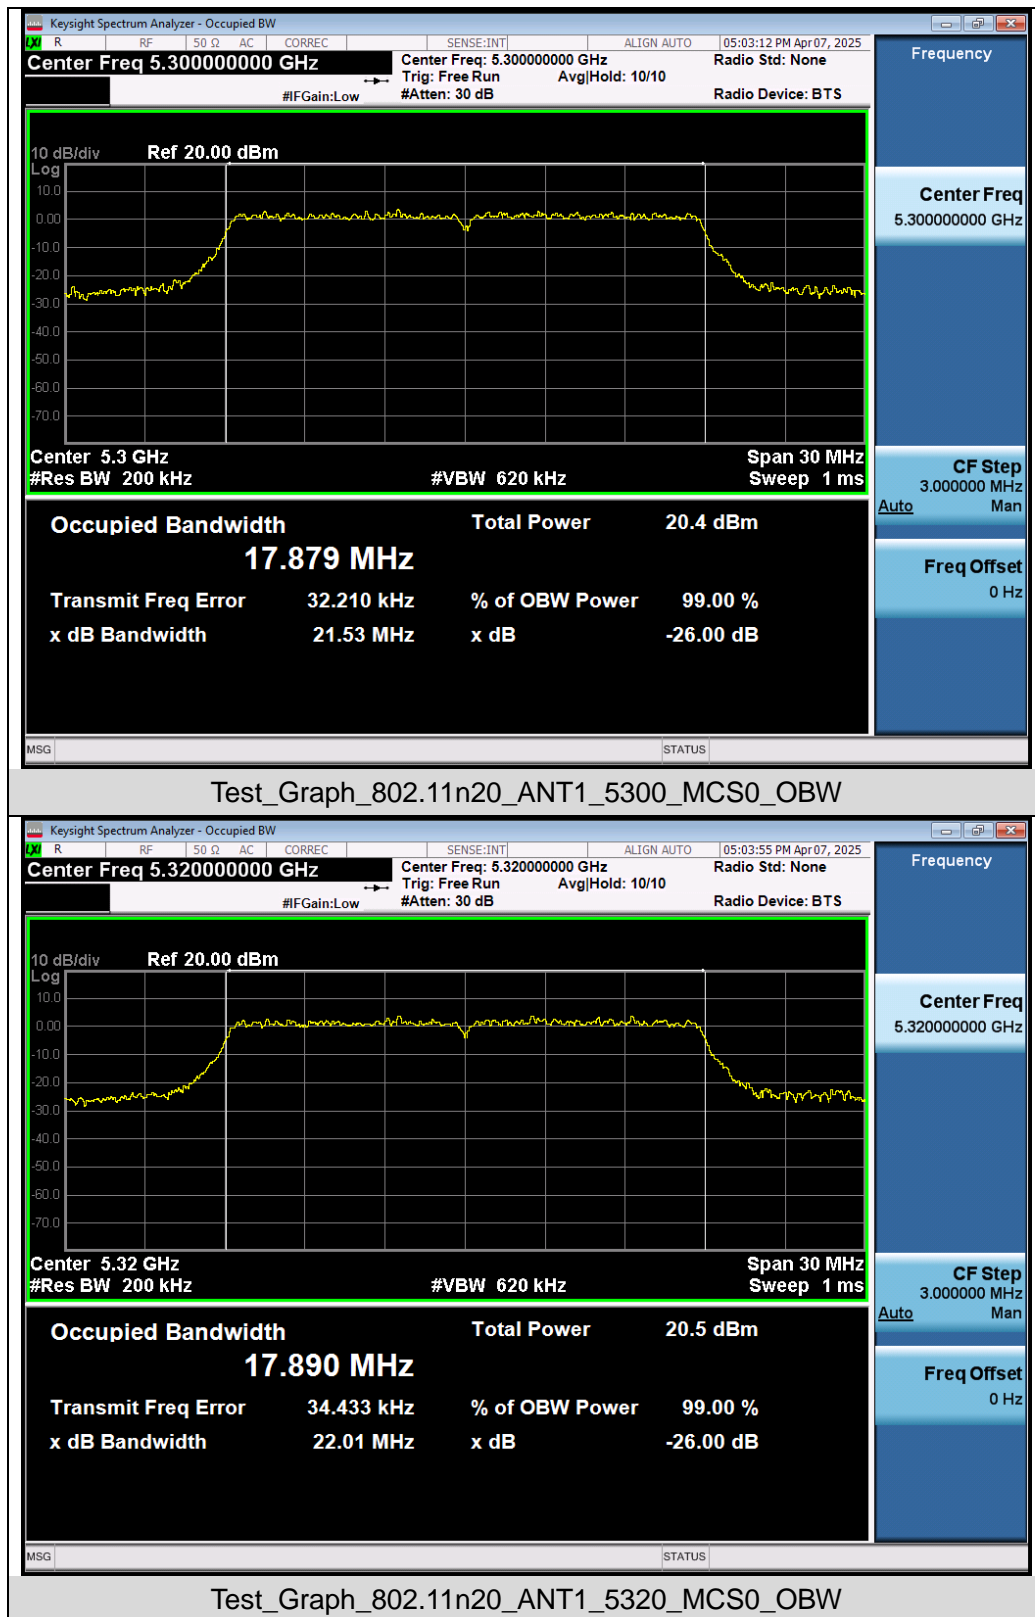 Keysight Spectrum Analyzer - Occupied BW
LXI R RF 50 Ω AC CORREC SENSE:INT ALIGN AUTO 05:03:12 PM Apr 07, 2025
Center Freq 5.300000000 GHz
Center Freq: 5.300000000 GHz Radio Std: None
Trig: Free Run Avg|Hold: 10/10
#IFGain:Low #Atten: 30 dB Radio Device: BTS
Frequency
10 dB/div Ref 20.00 dBm
Log
10.0
0.00
-10.0
-20.0
-30.0
-40.0
-50.0
-60.0
-70.0
Center 5.3 GHz Span 30 MHz
#Res BW 200 kHz #VBW 620 kHz Sweep 1 ms
Center Freq
5.300000000 GHz
CF Step
3.000000 MHz
Auto Man
Freq Offset
0 Hz
Occupied Bandwidth Total Power 20.4 dBm
17.879 MHz
Transmit Freq Error 32.210 kHz % of OBW Power 99.00 %
x dB Bandwidth 21.53 MHz x dB -26.00 dB
MSG STATUS
Test_Graph_802.11n20_ANT1_5300_MCS0_OBW
Keysight Spectrum Analyzer - Occupied BW
LXI R RF 50 Ω AC CORREC SENSE:INT ALIGN AUTO 05:03:55 PM Apr 07, 2025
Center Freq 5.320000000 GHz
Center Freq: 5.320000000 GHz Radio Std: None
Trig: Free Run Avg|Hold: 10/10
#IFGain:Low #Atten: 30 dB Radio Device: BTS
Frequency
10 dB/div Ref 20.00 dBm
Log
10.0
0.00
-10.0
-20.0
-30.0
-40.0
-50.0
-60.0
-70.0
Center 5.32 GHz Span 30 MHz
#Res BW 200 kHz #VBW 620 kHz Sweep 1 ms
Center Freq
5.320000000 GHz
CF Step
3.000000 MHz
Auto Man
Freq Offset
0 Hz
Occupied Bandwidth Total Power 20.5 dBm
17.890 MHz
Transmit Freq Error 34.433 kHz % of OBW Power 99.00 %
x dB Bandwidth 22.01 MHz x dB -26.00 dB
MSG STATUS
Test_Graph_802.11n20_ANT1_5320_MCS0_OBW